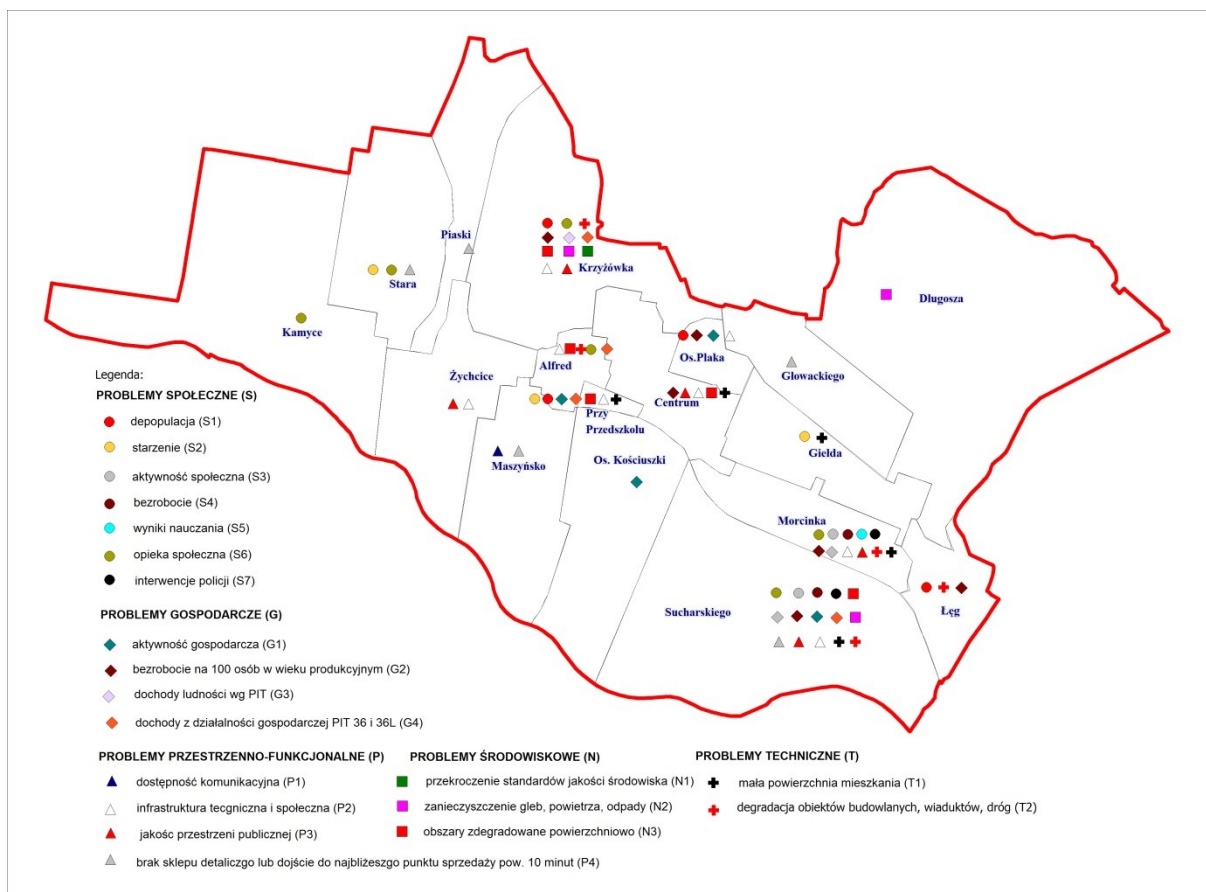 Piaski
Krzyżówka
Stara
Długosza
Kamyce
Os.Plaka
Głowackiego
Alfred
Żychcice
Centrum
Przy
Przedszkolu
Giełda
Maszyńsko
Os. Kościuszki
Morcinka
Sucharskiego
Łęg
Legenda:
PROBLEMY SPOŁECZNE (S)
depopulacja (S1)
starzenie (S2)
aktywność społeczna (S3)
bezrobocie (S4)
wyniki nauczania (S5)
opieka społeczna (S6)
interwencje policji (S7)
PROBLEMY GOSPODARCZE (G)
aktywność gospodarcza (G1)
bezrobocie na 100 osób w wieku produkcyjnym (G2)
dochody ludności wg PIT (G3)
dochody z działalności gospodarczej PIT 36 i 36L (G4)
PROBLEMY PRZESTRZENNO-FUNKCJONALNE (P)
dostępność komunikacyjna (P1)
infrastruktura tecgniczna i społeczna (P2)
jakośc przestrzeni publicznej (P3)
brak sklepu detaliczgo lub dojście do najbliżeszgo punktu sprzedaży pow. 10 minut (P4)
PROBLEMY ŚRODOWISKOWE (N)
przekroczenie standardów jakości środowiska (N1)
zanieczyszczenie gleb, powietrza, odpady (N2)
obszary zdegradowane powierzchniowo (N3)
PROBLEMY TECHNICZNE (T)
mała powierzchnia mieszkania (T1)
degradacja obiektów budowlanych, wiaduktów, dróg (T2)